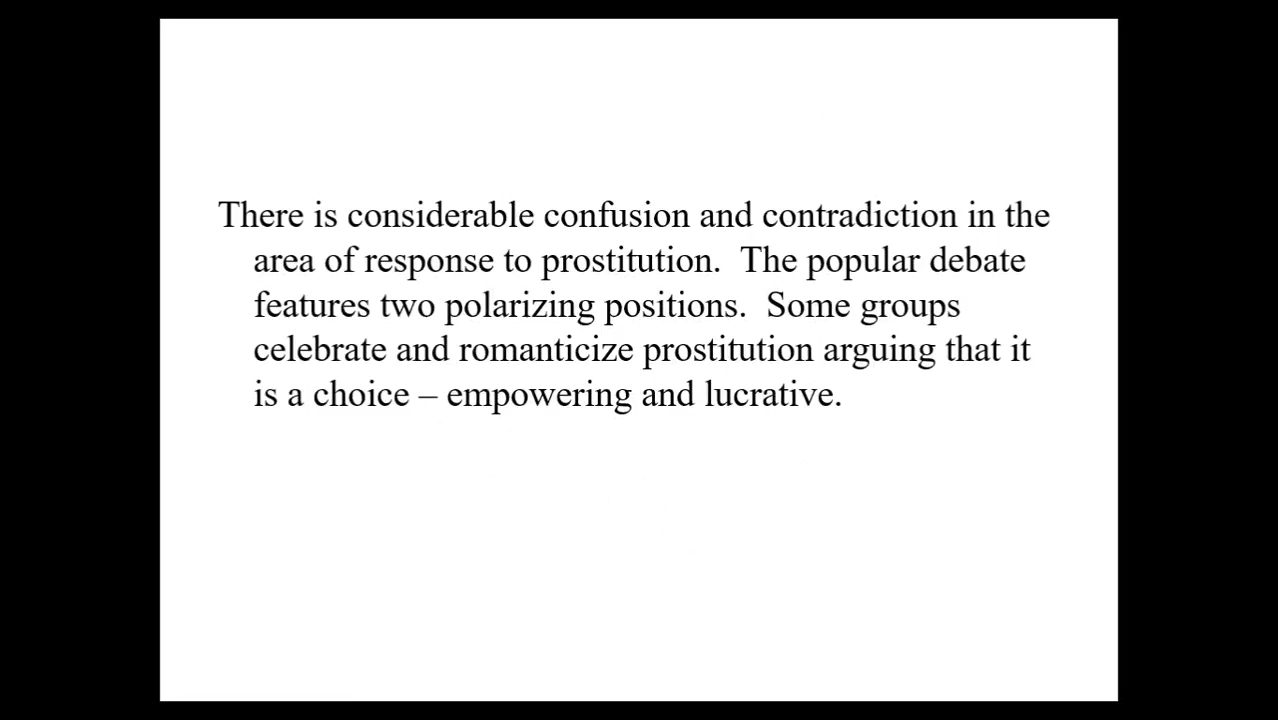 There is considerable confusion and contradiction in the
area of response to prostitution.  The popular debate
features two polarizing positions.  Some groups
celebrate and romanticize prostitution arguing that it
is a choice – empowering and lucrative.